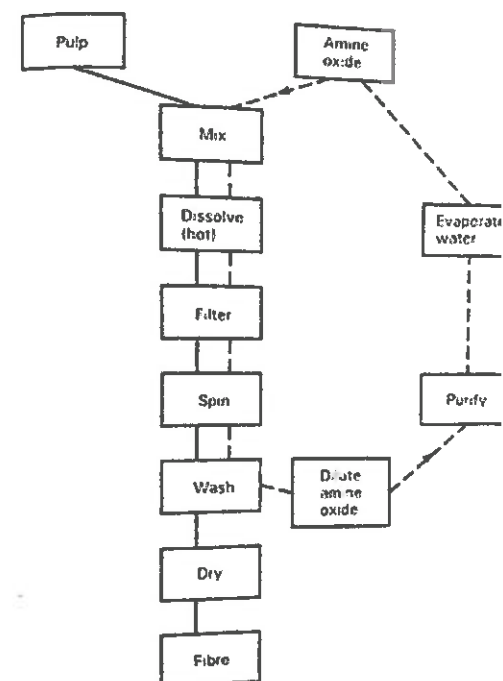 Pulp
Amine
oxide
Mix
Dissolve
(hot)
Evaporate
water
Filter
Spin
Purify
Wash
Dilute
amine
oxide
Dry
Fibre